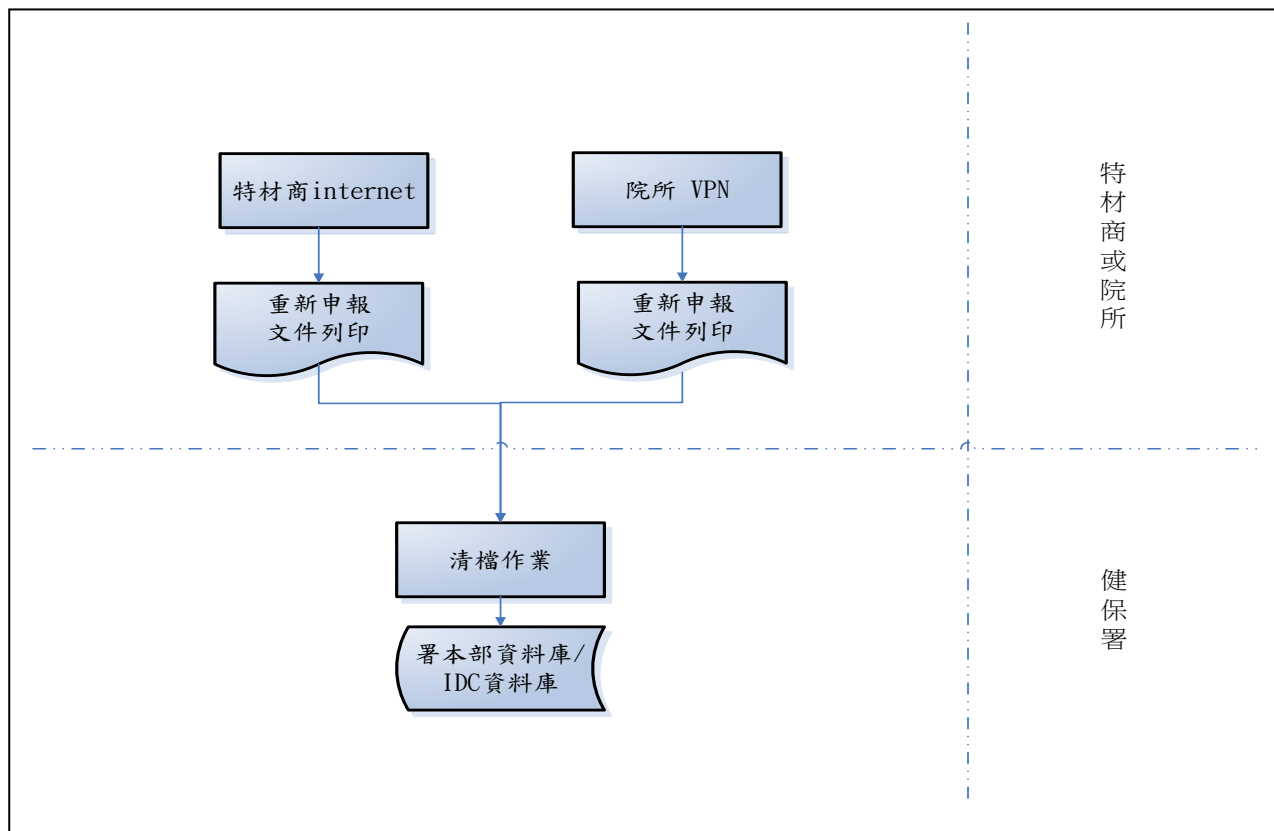 特材商internet
院所 VPN
重新申報
文件列印
重新申報
文件列印
特材商或院所
清檔作業
署本部資料庫/
IDC資料庫
健保署